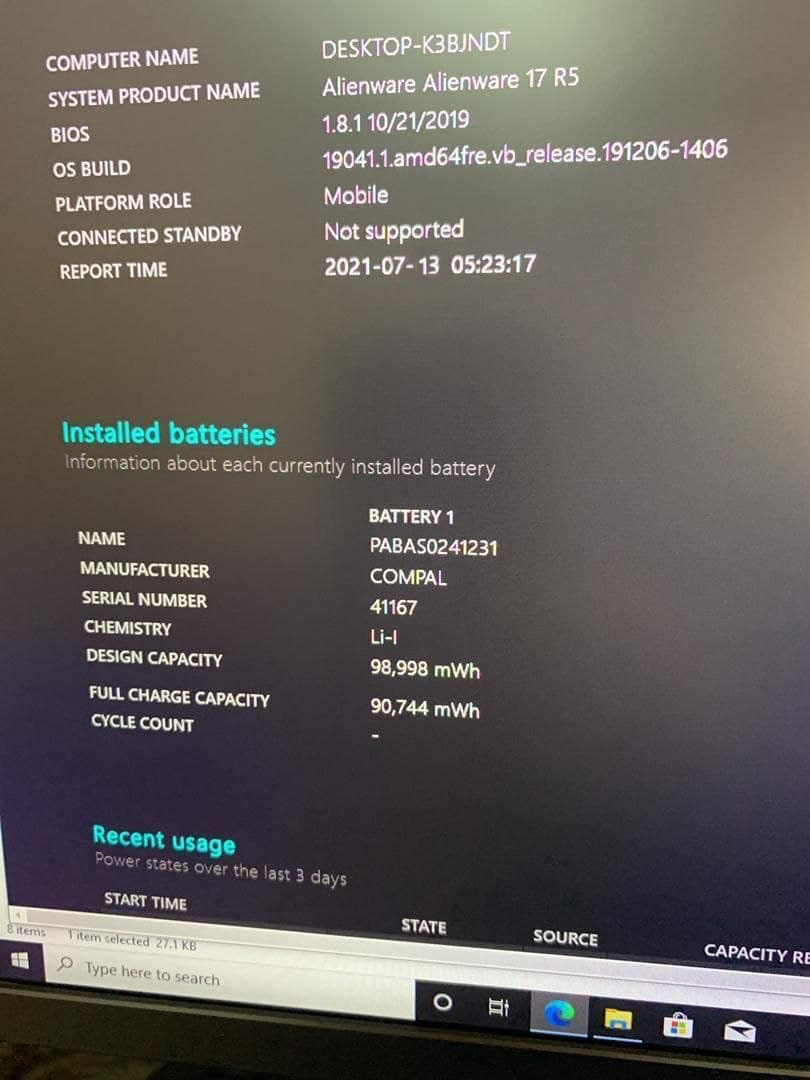 COMPUTER NAME DESKTOP-K3BJNDT
SYSTEM PRODUCT NAME Alienware Alienware 17 R5
BIOS 1.8.1 10/21/2019
OS BUILD 19041.1.amd64fre.vb_release.191206-1406
PLATFORM ROLE Mobile
CONNECTED STANDBY Not supported
REPORT TIME 2021-07-13 05:23:17
Installed batteries
Information about each currently installed battery
BATTERY 1
NAME PABAS0241231
MANUFACTURER COMPAL
SERIAL NUMBER 41167
CHEMISTRY Li-I
DESIGN CAPACITY 98,998 mWh
FULL CHARGE CAPACITY 90,744 mWh
CYCLE COUNT -
Recent usage
Power states over the last 3 days
START TIME STATE SOURCE CAPACITY RE
8 items 1 item selected 27.1 KB
Type here to search